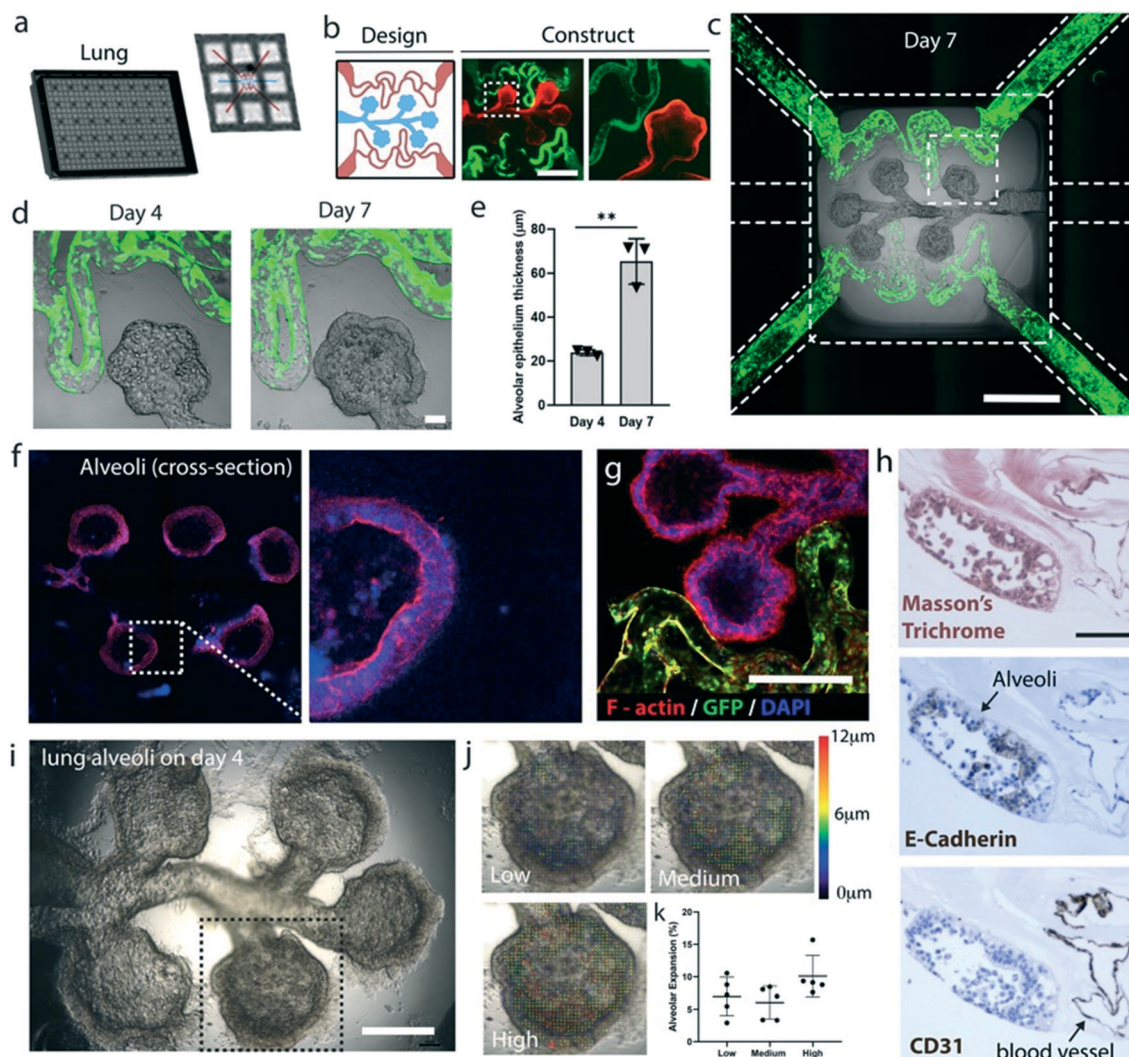 a
Lung
b
Design
Construct
c
Day 7
d
Day 4
Day 7
e
**
Alveolar epithelium thickness (μm)
80
60
40
20
0
Day 4
Day 7
f
Alveoli (cross-section)
g
F - actin / GFP / DAPI
h
Masson's
Trichrome
Alveoli
E-Cadherin
CD31
blood vessel
i
lung alveoli on day 4
j
Low
Medium
High
12μm
6μm
0μm
k
Alveolar Expansion (%)
20
15
10
5
0
Low
Medium
High